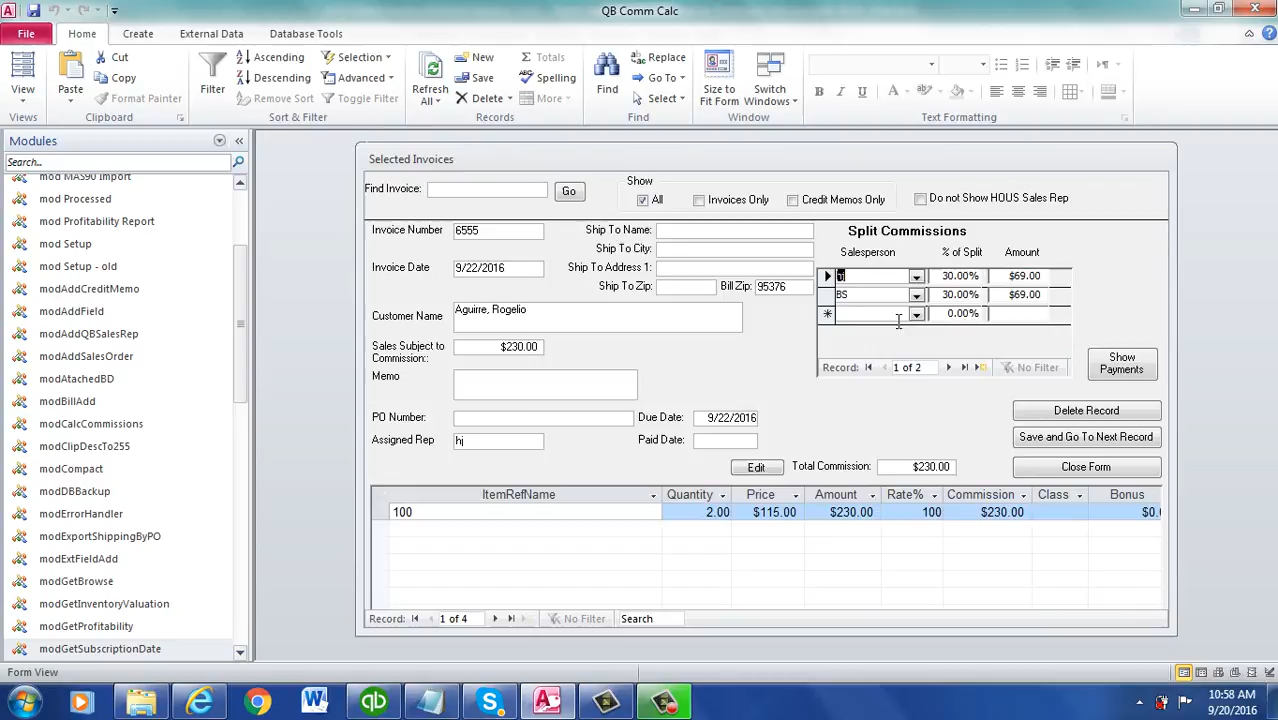 QB Comm Calc
File Home Create External Data Database Tools
View Paste Cut Copy Format Painter Clipboard
Filter Ascending Descending Remove Sort Selection Advanced Toggle Filter Sort & Filter
Refresh All New Save Delete Totals Spelling More Records
Find Replace Go To Select Find
Size to Fit Form Switch Windows Window
B I U A Text Formatting
Modules
Search...
mod MAS90 Import
mod Processed
mod Profitability Report
mod Setup
mod Setup - old
modAddCreditMemo
modAddField
modAddQBSalesRep
modAddSalesOrder
modAtachedBD
modBillAdd
modCalcCommissions
modClipDescTo255
modCompact
modDBBackup
modErrorHandler
modExportShippingByPO
modExtFieldAdd
modGetBrowse
modGetInventoryValuation
modGetProfitability
modGetSubscriptionDate
Selected Invoices
Find Invoice: Go
Show
All Invoices Only Credit Memos Only Do not Show HOUS Sales Rep
Invoice Number 6555
Invoice Date 9/22/2016
Ship To Name:
Ship To City:
Ship To Address 1:
Ship To Zip: Bill Zip: 95376
Customer Name Aguirre, Rogelio
Sales Subject to Commission:: $230.00
Memo
PO Number: Due Date: 9/22/2016
Assigned Rep hj Paid Date:
Split Commissions
Salesperson % of Split Amount
30.00% $69.00
BS 30.00% $69.00
0.00%
Record: 1 of 2 No Filter
Show Payments
Delete Record
Save and Go To Next Record
Edit Total Commission: $230.00 Close Form
ItemRefName Quantity Price Amount Rate% Commission Class Bonus
100 2.00 $115.00 $230.00 100 $230.00 $0.0
Record: 1 of 4 No Filter Search
Form View
10:58 AM
9/20/2016